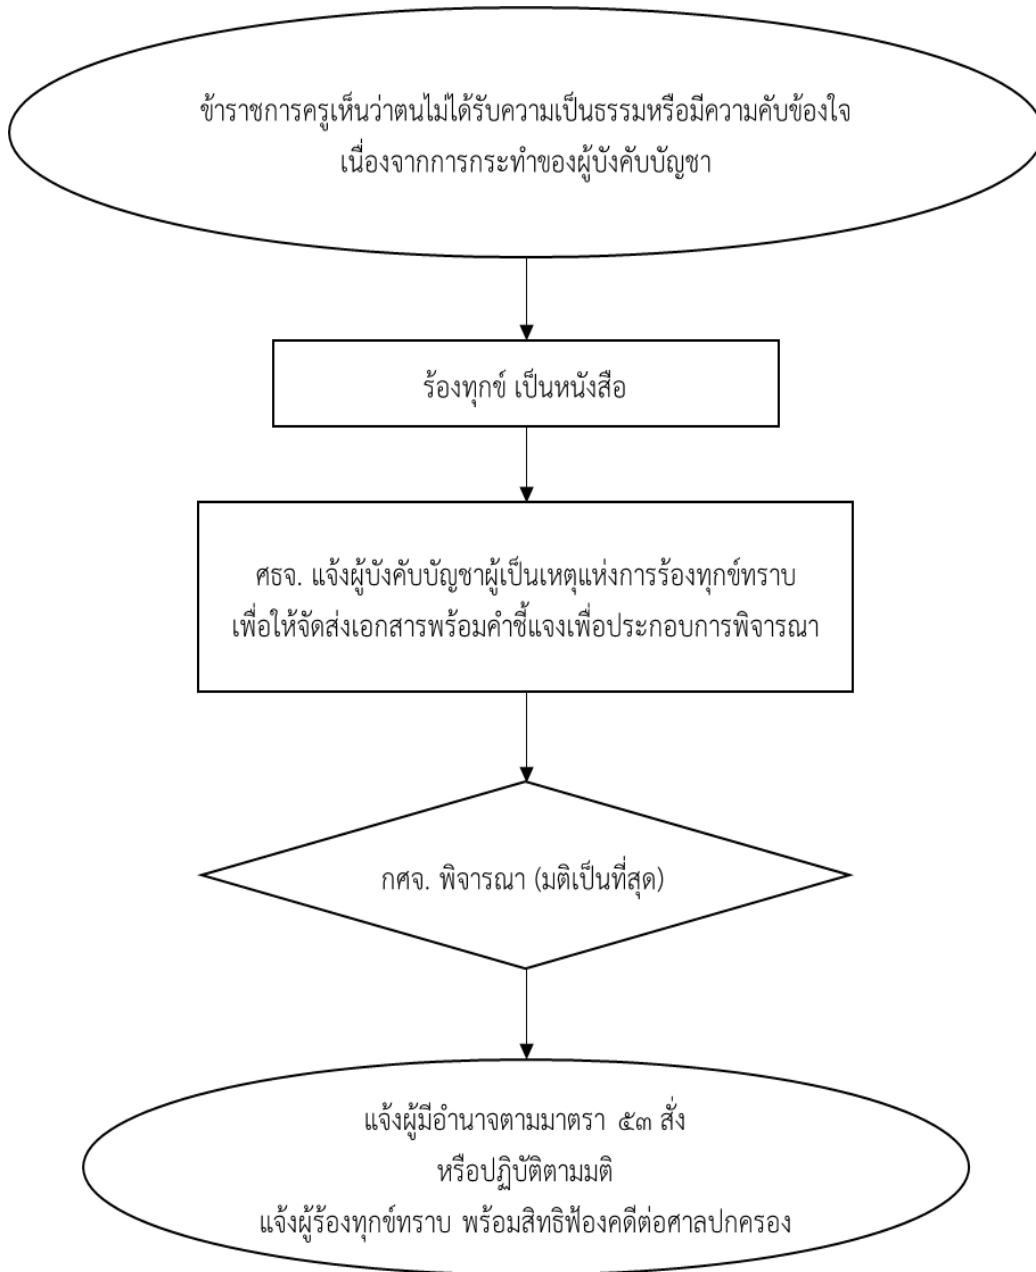 ข้าราชการครูเห็นว่าตนไม่ได้รับความเป็นธรรมหรือมีความคับข้องใจ
เนื่องจากการกระทำของผู้บังคับบัญชา
ร้องทุกข์ เป็นหนังสือ
ศธจ. แจ้งผู้บังคับบัญชาผู้เป็นเหตุแห่งการร้องทุกข์ทราบ
เพื่อให้จัดส่งเอกสารพร้อมคำชี้แจงเพื่อประกอบการพิจารณา
กศจ. พิจารณา (มติเป็นที่สุด)
แจ้งผู้มีอำนาจตามมาตรา ๕๓ สั่ง
หรือปฏิบัติตามมติ
แจ้งผู้ร้องทุกข์ทราบ พร้อมสิทธิฟ้องคดีต่อศาลปกครอง